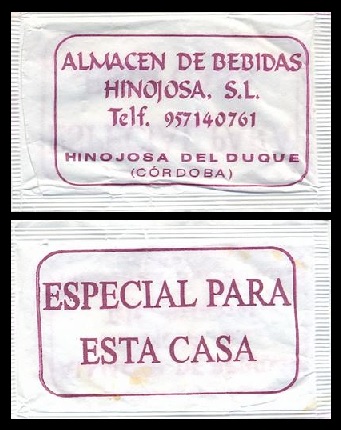 ALMACEN DE BEBIDAS
HINOJOSA, S.L.
Telf. 957140761
HINOJOSA DEL DUQUE
(CÓRDOBA)
ESPECIAL PARA
ESTA CASA